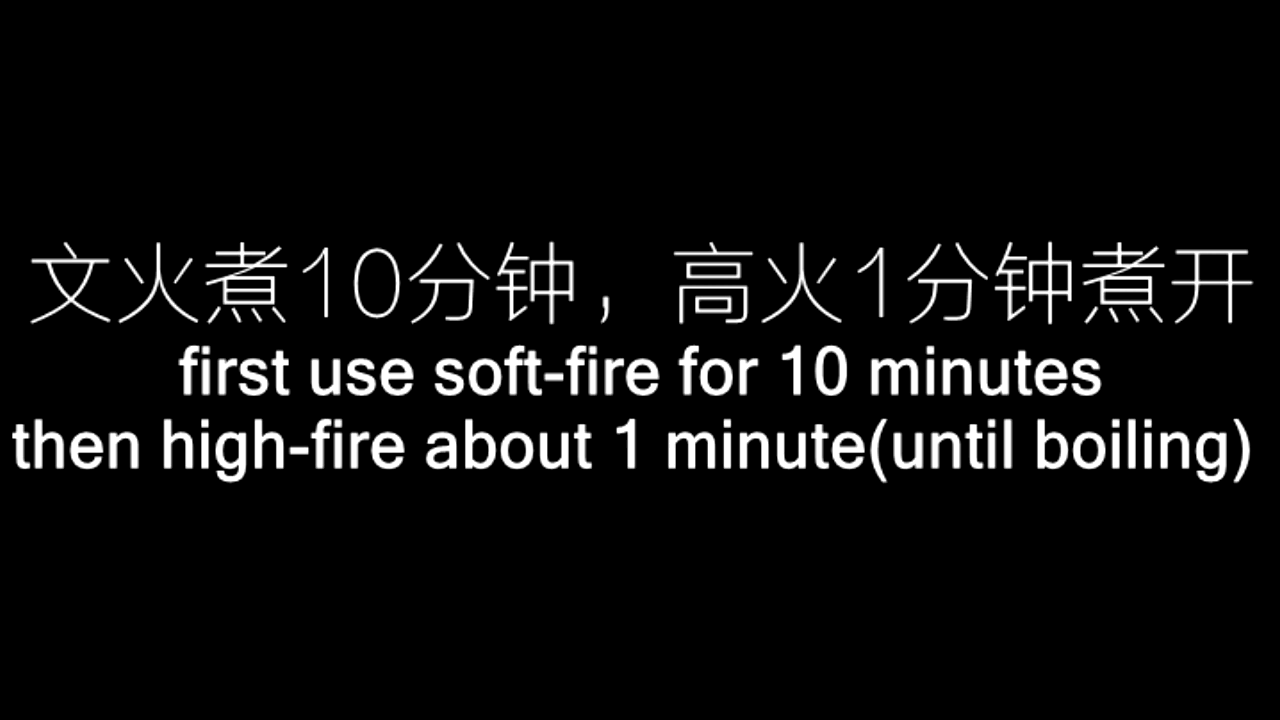 文火煮10分钟，高火1分钟煮开
first use soft-fire for 10 minutes
then high-fire about 1 minute(until boiling)